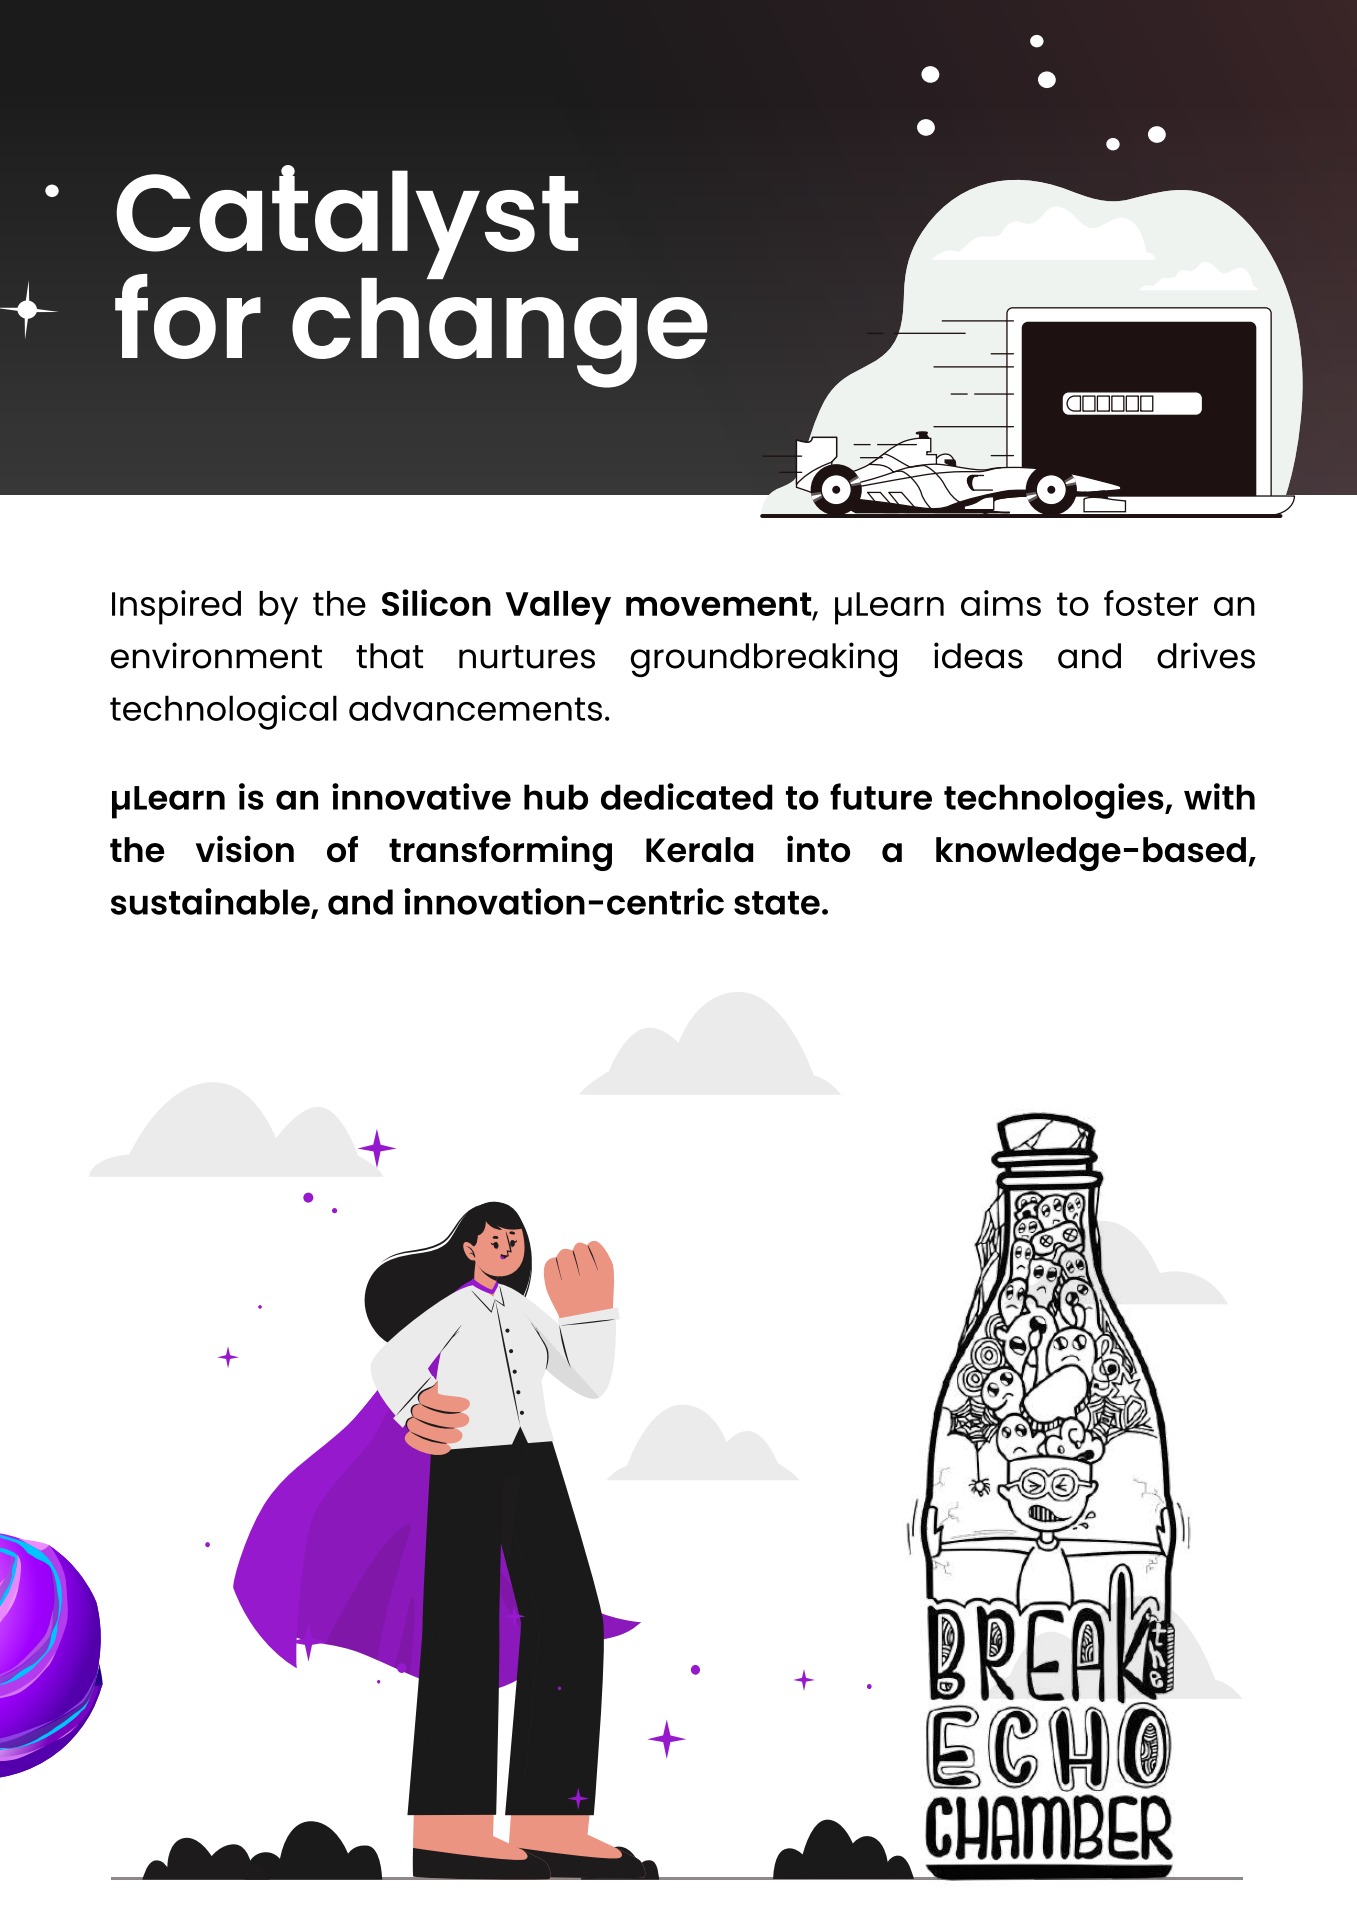 Catalyst
for change
Inspired by the Silicon Valley movement, µLearn aims to foster an
environment that nurtures groundbreaking ideas and drives
technological advancements.
µLearn is an innovative hub dedicated to future technologies, with
the vision of transforming Kerala into a knowledge-based,
sustainable, and innovation-centric state.
BREAK the
ECHO
CHAMBER